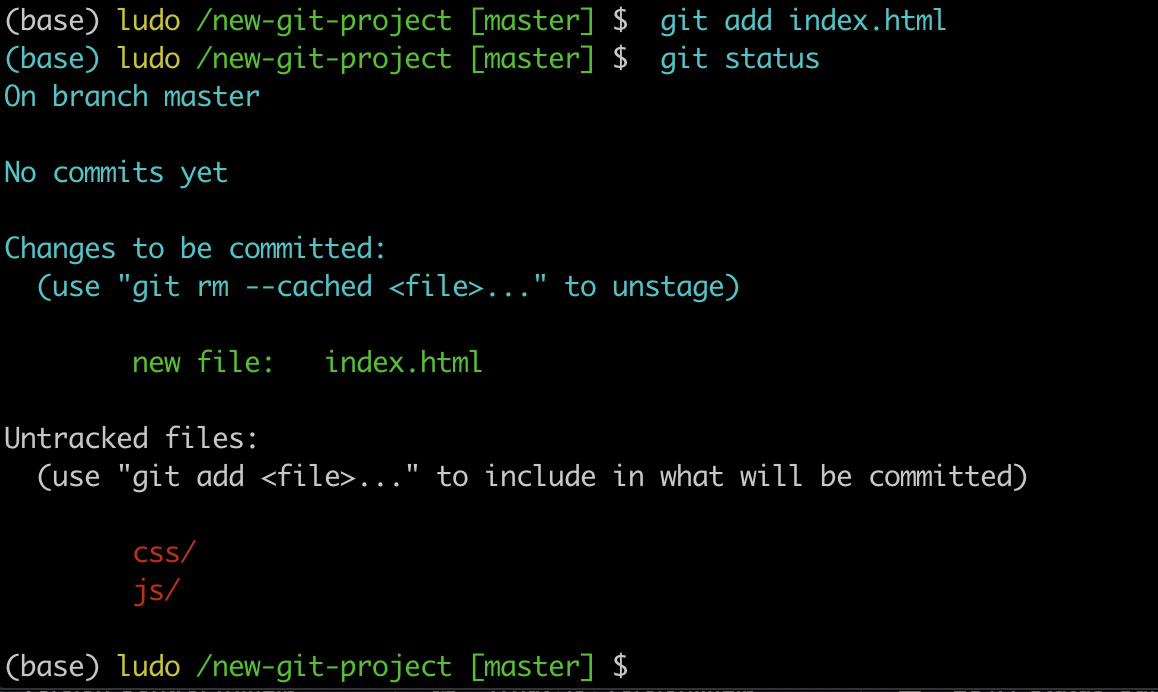 (base) ludo /new-git-project [master] $  git add index.html
(base) ludo /new-git-project [master] $  git status
On branch master
No commits yet
Changes to be committed:
  (use "git rm --cached <file>..." to unstage)
        new file:   index.html
Untracked files:
  (use "git add <file>..." to include in what will be committed)
        css/
        js/
(base) ludo /new-git-project [master] $